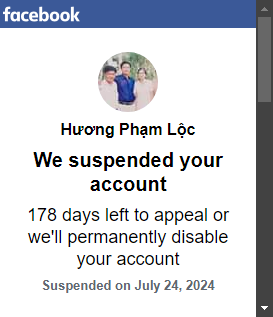 facebook
Hương Phạm Lộc
We suspended your
account
178 days left to appeal or
we'll permanently disable
your account
Suspended on July 24, 2024